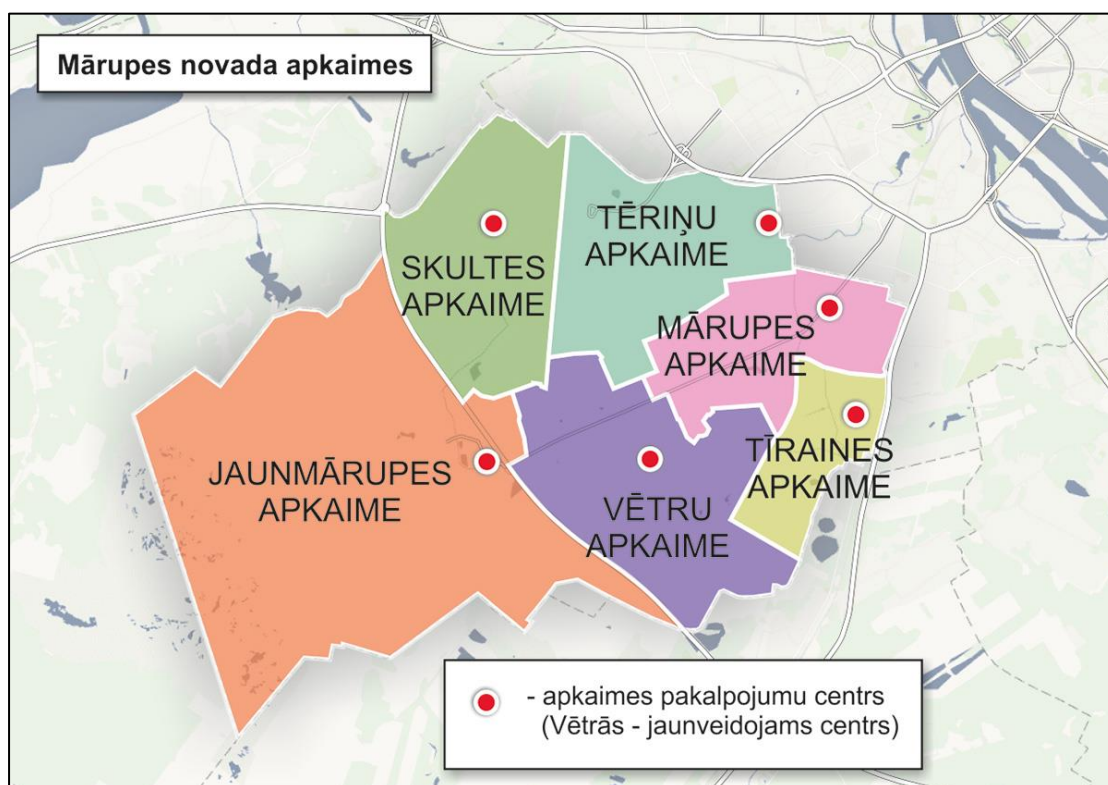 Mārupes novada apkaimes
TĒRIŅU
APKAIME
SKULTES
APKAIME
MĀRUPES
APKAIME
JAUNMĀRUPES
APKAIME
TĪRAINES
APKAIME
VĒTRU
APKAIME
- apkaimes pakalpojumu centrs
(Vētrās - jaunveidojams centrs)